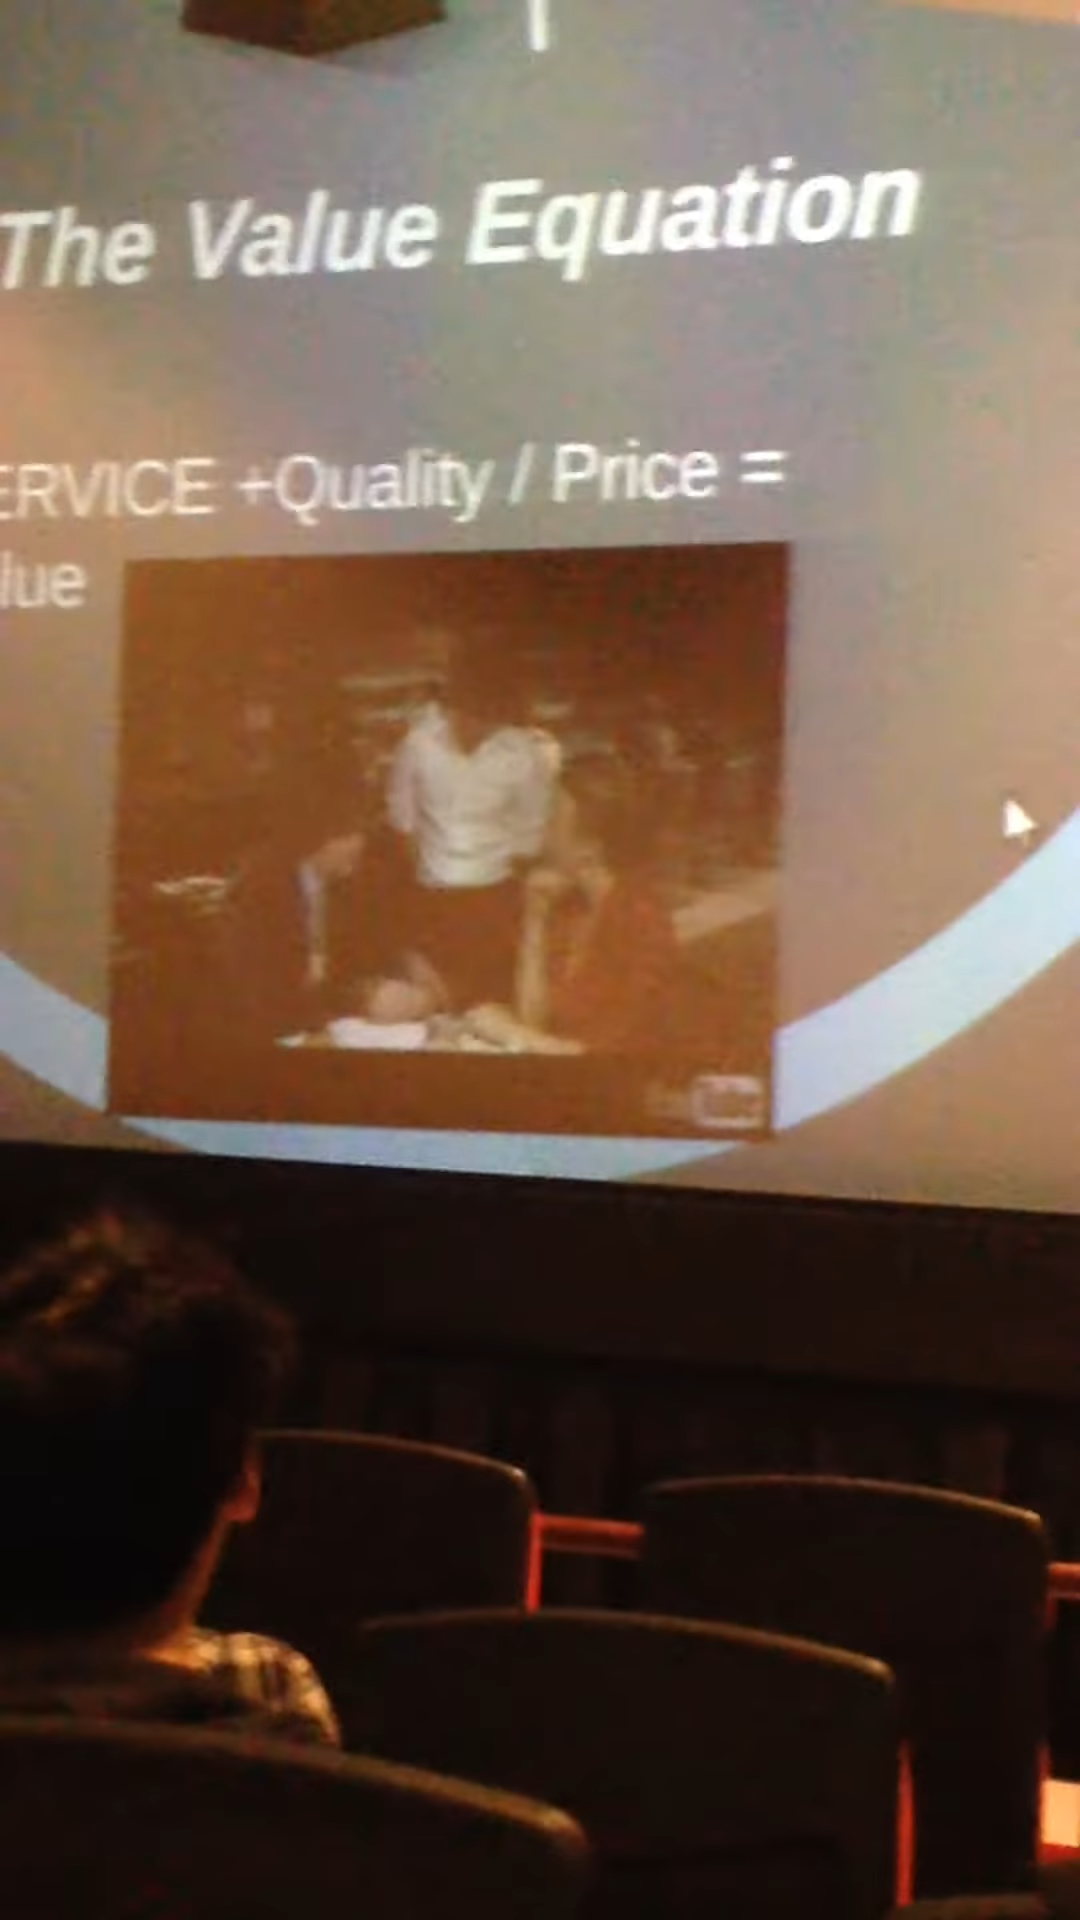 The Value Equation
ERVICE +Quality / Price =
lue